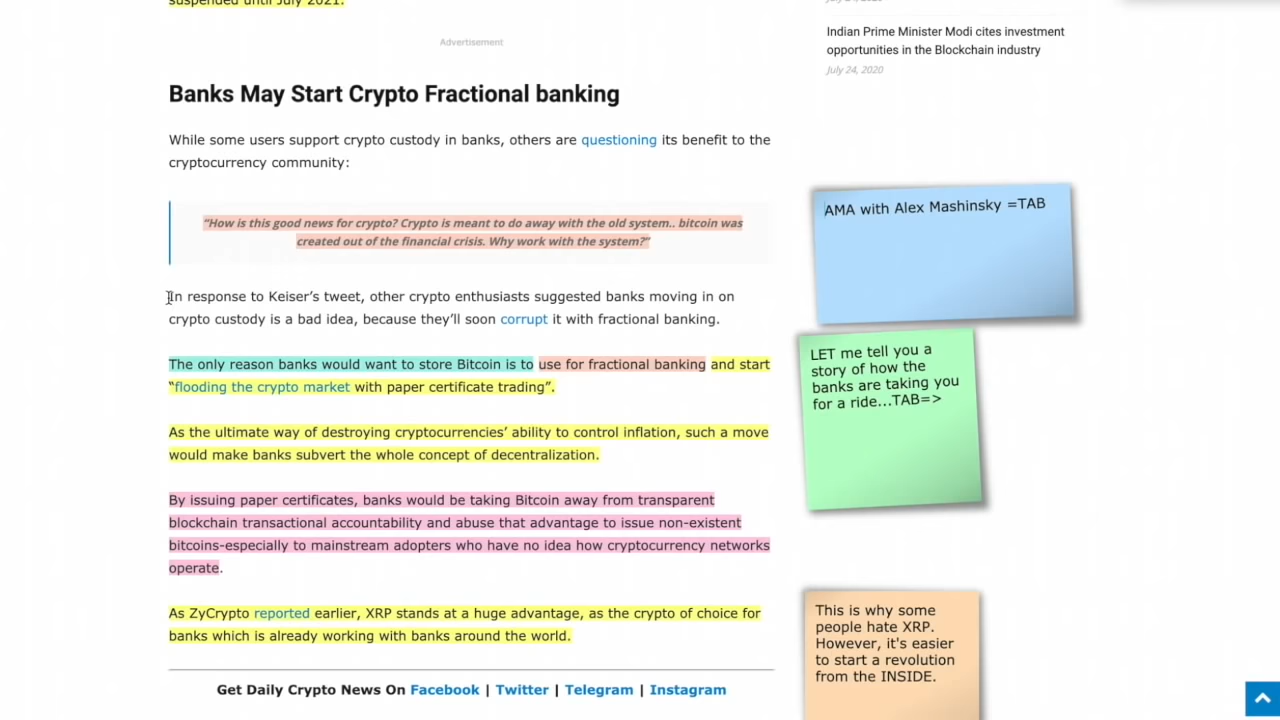 suspended until July 2021.
Advertisement
Banks May Start Crypto Fractional banking
While some users support crypto custody in banks, others are questioning its benefit to the
cryptocurrency community:
“How is this good news for crypto? Crypto is meant to do away with the old system.. bitcoin was
created out of the financial crisis. Why work with the system?”
In response to Keiser’s tweet, other crypto enthusiasts suggested banks moving in on
crypto custody is a bad idea, because they’ll soon corrupt it with fractional banking.
The only reason banks would want to store Bitcoin is to use for fractional banking and start
“flooding the crypto market with paper certificate trading”.
As the ultimate way of destroying cryptocurrencies’ ability to control inflation, such a move
would make banks subvert the whole concept of decentralization.
By issuing paper certificates, banks would be taking Bitcoin away from transparent
blockchain transactional accountability and abuse that advantage to issue non-existent
bitcoins-especially to mainstream adopters who have no idea how cryptocurrency networks
operate.
As ZyCrypto reported earlier, XRP stands at a huge advantage, as the crypto of choice for
banks which is already working with banks around the world.
Get Daily Crypto News On Facebook | Twitter | Telegram | Instagram
Indian Prime Minister Modi cites investment
opportunities in the Blockchain industry
July 24, 2020
AMA with Alex Mashinsky =TAB
LET me tell you a
story of how the
banks are taking you
for a ride...TAB=>
This is why some
people hate XRP.
However, it's easier
to start a revolution
from the INSIDE.